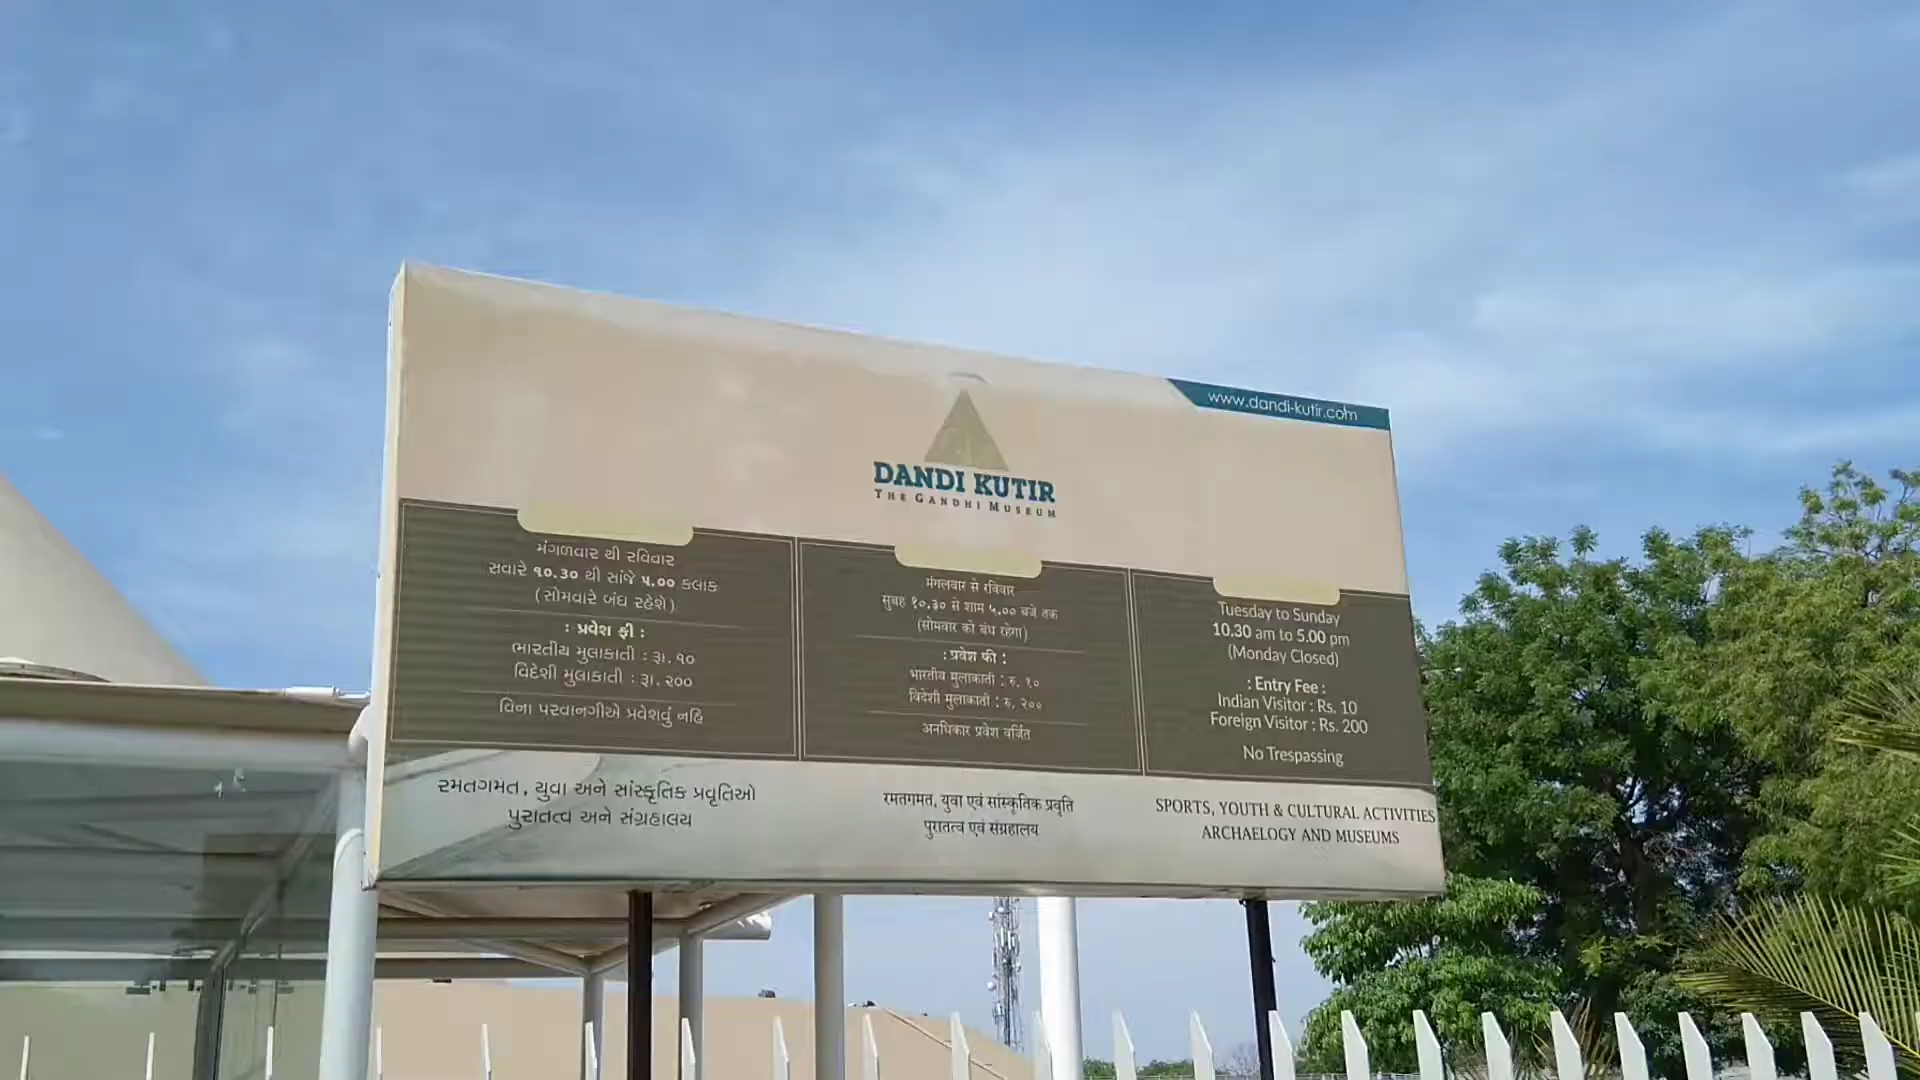 www.dandi-kutir.com
DANDI KUTIR
THE GANDHI MUSEUM
મંગળવાર થી રવિવાર
સવારે ૧૦.૩૦ થી સાંજે ૫.૦૦ કલાક
(સોમવારે બંધ રહેશે)
: પ્રવેશ ફી :
ભારતીય મુલાકાતી : રૂા. ૧૦
વિદેશી મુલાકાતી : રૂા. ૨૦૦
વિના પરવાનગીએ પ્રવેશવું નહિ
मंगलवार से रविवार
सुबह १०.३० से शाम ५.०० बजे तक
(सोमवार को बंध रहेगा)
: प्रवेश फी :
भारतीय मुलाकाती : रु. १०
विदेशी मुलाकाती : रु. २००
अनधिकार प्रवेश वर्जित
Tuesday to Sunday
10.30 am to 5.00 pm
(Monday Closed)
: Entry Fee :
Indian Visitor : Rs. 10
Foreign Visitor : Rs. 200
No Trespassing
રમતગમત, યુવા અને સાંસ્કૃતિક પ્રવૃતિઓ
પુરાતત્વ અને સંગ્રહાલય
रमतगमत, युवा एवं सांस्कृतिक प्रवृति
पुरातत्व एवं संग्रहालय
SPORTS, YOUTH & CULTURAL ACTIVITIES
ARCHAELOGY AND MUSEUMS